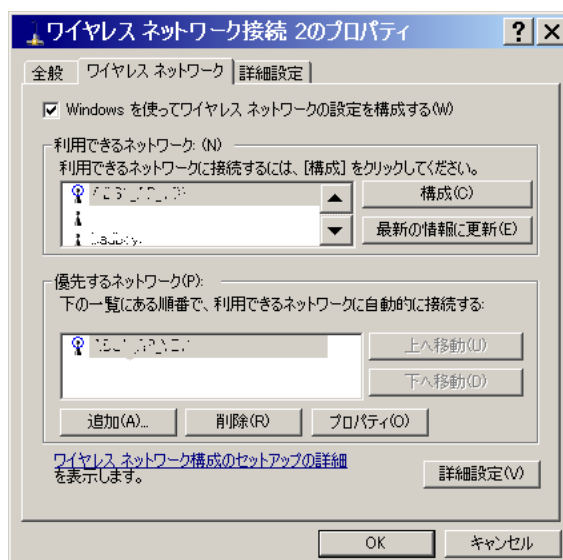 ワイヤレス ネットワーク接続 2のプロパティ
全般 ワイヤレス ネットワーク 詳細設定
Windows を使ってワイヤレス ネットワークの設定を構成する(W)
利用できるネットワーク: (N)
利用できるネットワークに接続するには、[構成] をクリックしてください。
構成(C)
最新の情報に更新(E)
優先するネットワーク(P):
下の一覧にある順番で、利用できるネットワークに自動的に接続する:
上へ移動(U)
下へ移動(D)
追加(A)... 削除(R) プロパティ(O)
ワイヤレス ネットワーク構成のセットアップの詳細
を表示します。
詳細設定(V)
OK キャンセル